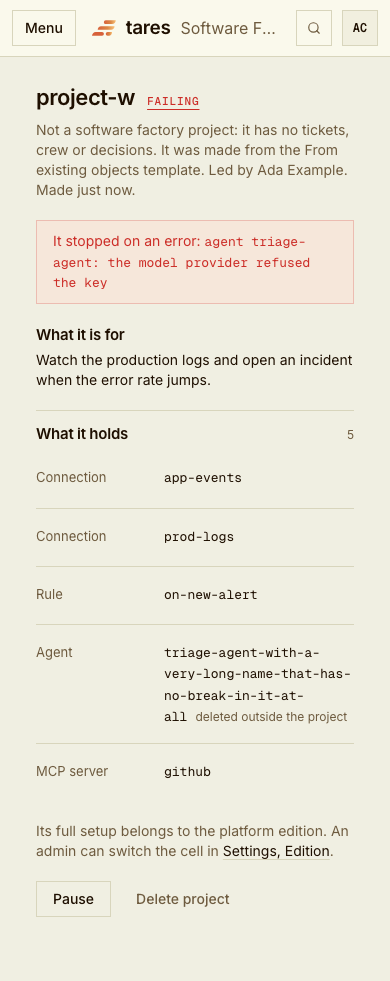 Menu
tares Software F...
AC
project-w FAILING
Not a software factory project: it has no tickets,
crew or decisions. It was made from the From
existing objects template. Led by Ada Example.
Made just now.
It stopped on an error: agent triage-
agent: the model provider refused
the key
What it is for
Watch the production logs and open an incident
when the error rate jumps.
What it holds 5
Connection app-events
Connection prod-logs
Rule on-new-alert
Agent triage-agent-with-a-
very-long-name-that-has-
no-break-in-it-at-
all deleted outside the project
MCP server github
Its full setup belongs to the platform edition. An
admin can switch the cell in Settings, Edition.
Pause Delete project